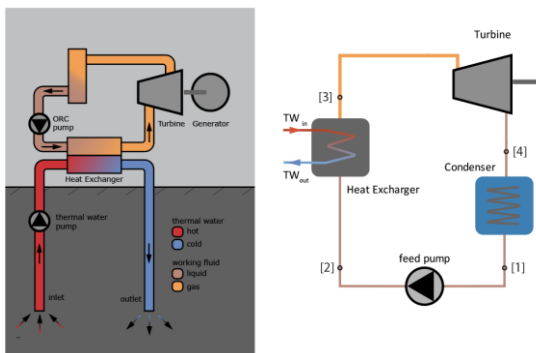 ORC
pump
Turbine
Generator
Heat Exchanger
thermal water
pump
thermal water
hot
cold
working fluid
liquid
gas
inlet
outlet
Turbine
[3]
TW in
TW out
Heat Excharger
[4]
Condenser
[2]
feed pump
[1]